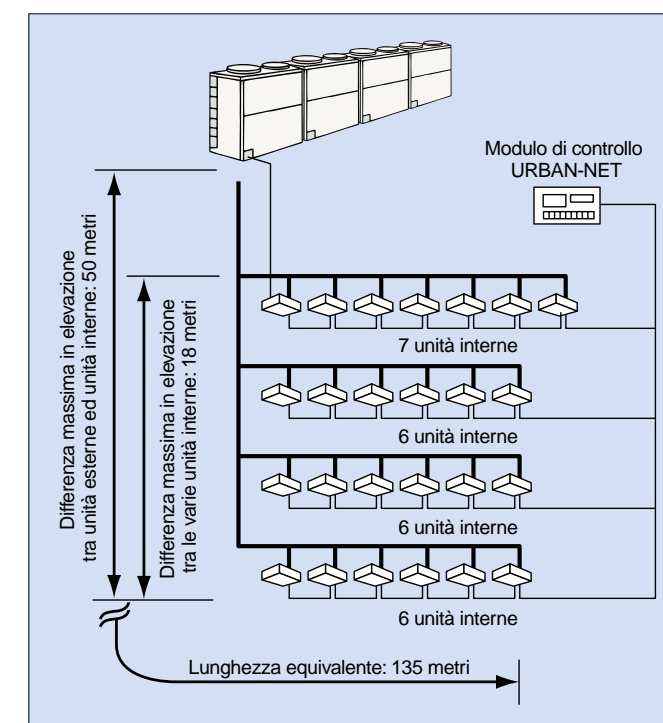 Modulo di controllo
URBAN-NET
Differenza massima in elevazione
tra unità esterne ed unità interne: 50 metri
Differenza massima in elevazione
tra le varie unità interne: 18 metri
7 unità interne
6 unità interne
6 unità interne
6 unità interne
Lunghezza equivalente: 135 metri